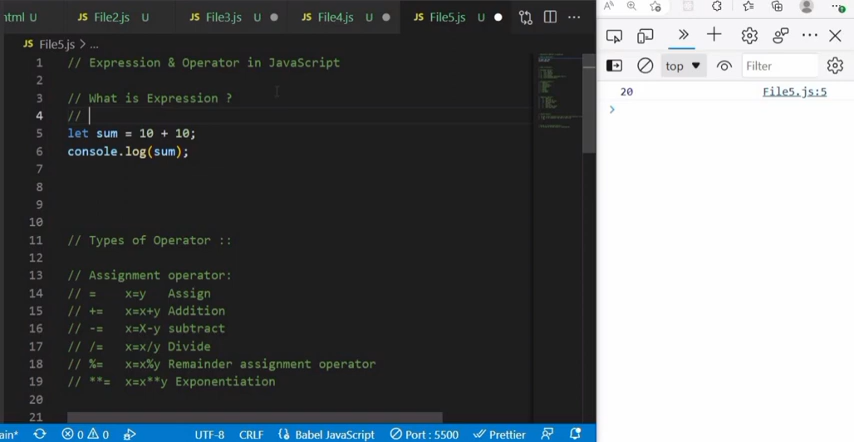 html U JS File2.js U JS File3.js U JS File4.js U JS File5.js U
JS File5.js > ...
1 // Expression & Operator in JavaScript
2
3 // What is Expression ?
4 //
5 let sum = 10 + 10;
6 console.log(sum);
7
8
9
10
11 // Types of Operator ::
12
13 // Assignment operator:
14 // = x=y Assign
15 // += x=x+y Addition
16 // -= x=X-y subtract
17 // /= x=x/y Divide
18 // %= x=x%y Remainder assignment operator
19 // **= x=x**y Exponentiation
20
21
ain* 0 0 UTF-8 CRLF Babel JavaScript Port : 5500 Prettier
top Filter
20 File5.js:5